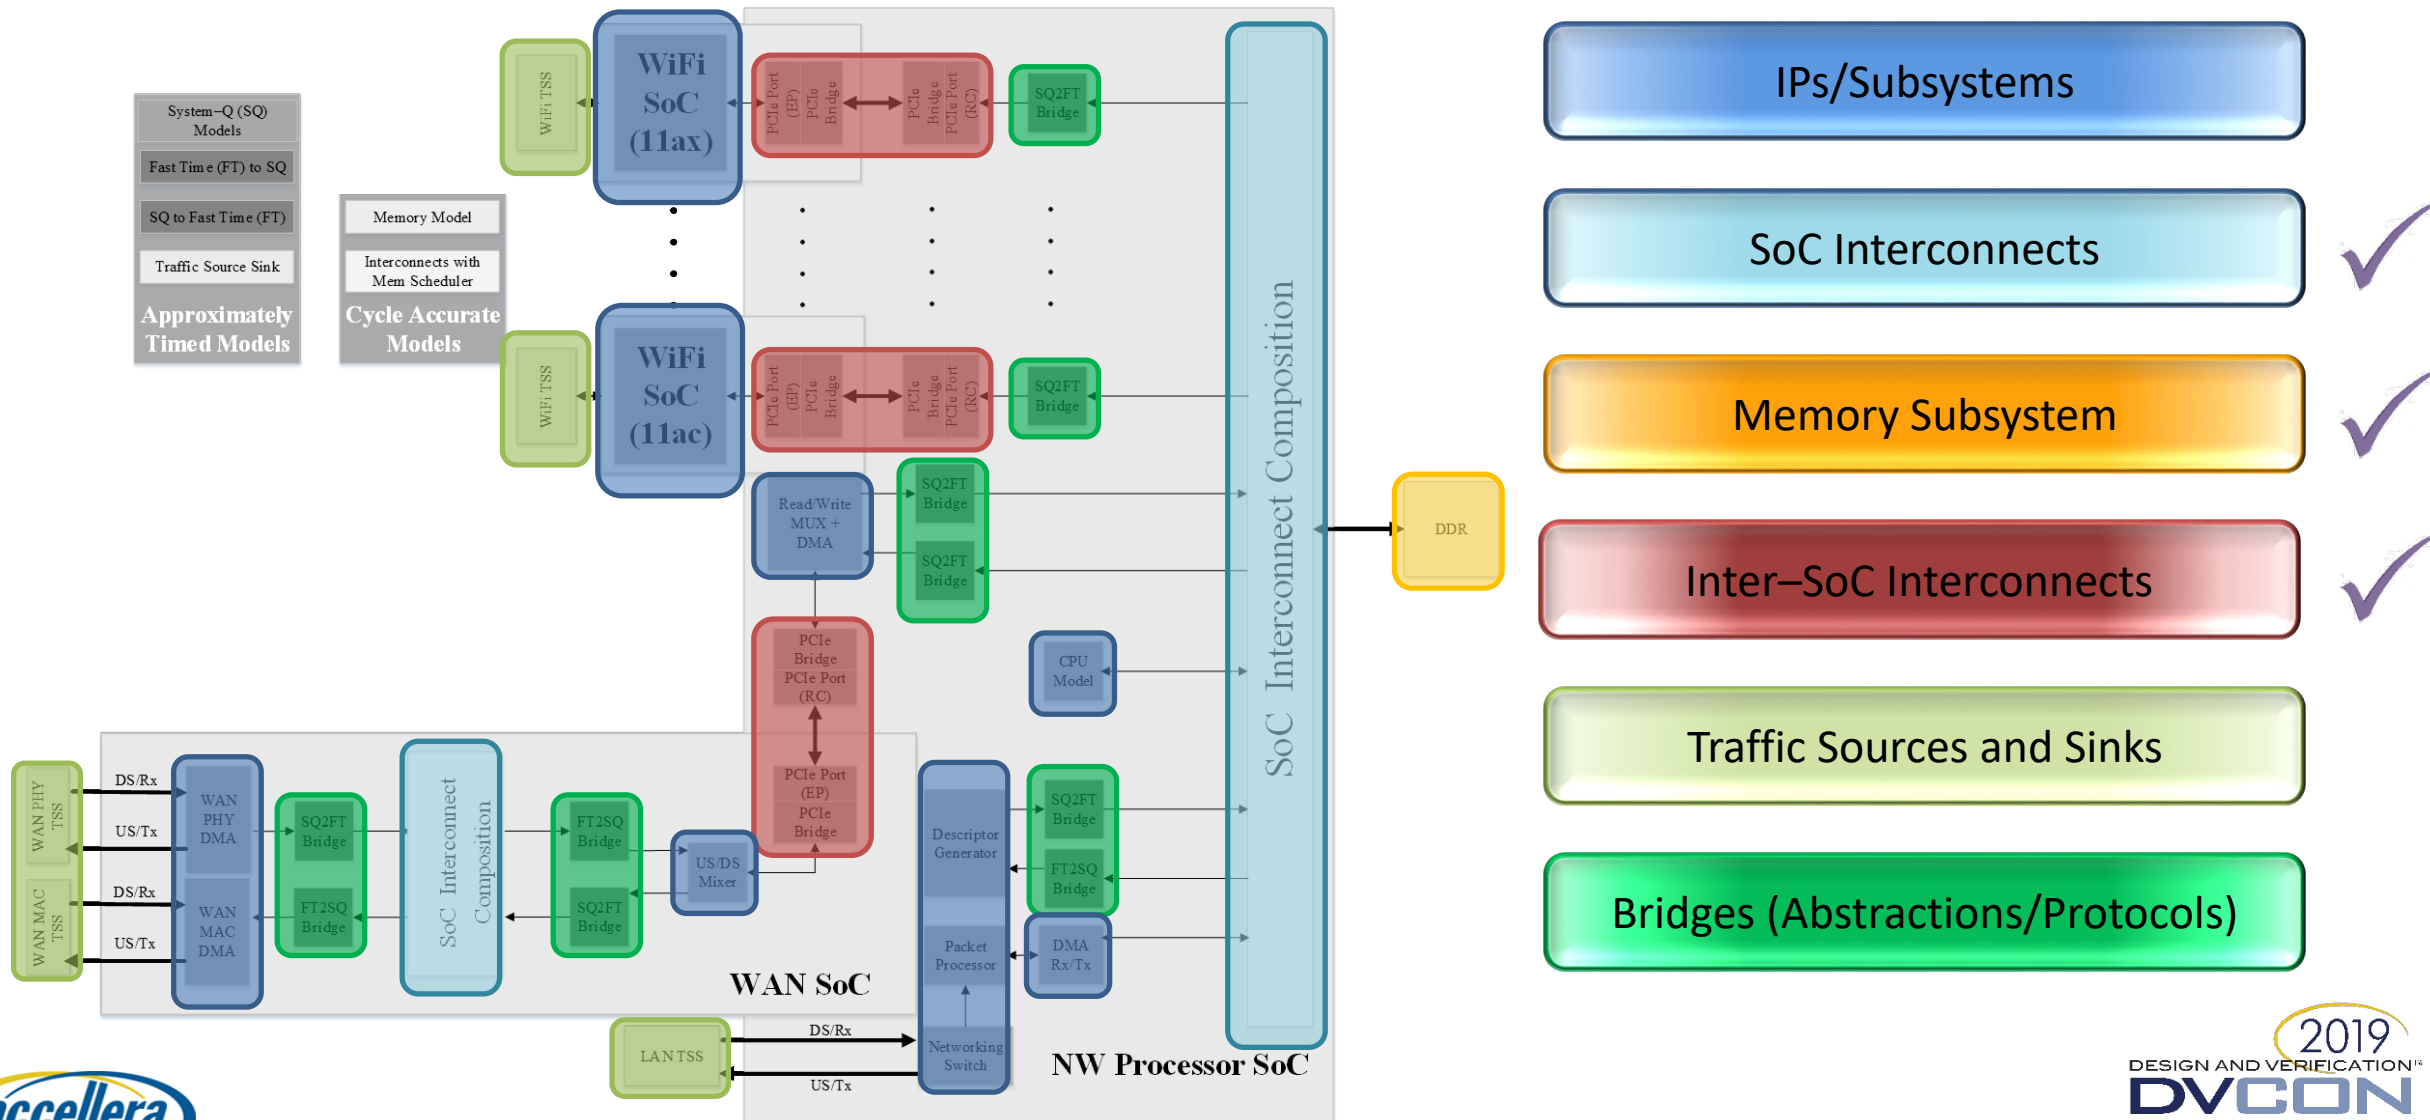 System–Q (SQ)
Models
Fast Time (FT) to SQ
SQ to Fast Time (FT)
Traffic Source Sink
Approximately
Timed Models
Memory Model
Interconnects with
Mem Scheduler
Cycle Accurate
Models
WiFi TSS
WiFi
SoC
(11ax)
PCIe Port
(EP)
PCIe
Bridge
PCIe
Bridge
PCIe Port
(RC)
SQ2FT
Bridge
WiFi TSS
WiFi
SoC
(11ac)
PCIe Port
(EP)
PCIe
Bridge
PCIe
Bridge
PCIe Port
(RC)
SQ2FT
Bridge
Read/Write
MUX +
DMA
SQ2FT
Bridge
SQ2FT
Bridge
SoC Interconnect Composition
DDR
PCIe
Bridge
PCIe Port
(RC)
CPU
Model
PCIe Port
(EP)
PCIe
Bridge
WAN PHY
TSS
DS/Rx
US/Tx
WAN MAC
TSS
DS/Rx
US/Tx
WAN
PHY
DMA
WAN
MAC
DMA
SQ2FT
Bridge
FT2SQ
Bridge
SoC Interconnect
Composition
FT2SQ
Bridge
SQ2FT
Bridge
US/DS
Mixer
WAN SoC
Descriptor
Generator
SQ2FT
Bridge
FT2SQ
Bridge
Packet
Processor
DMA
Rx/Tx
Networking
Switch
LAN TSS
DS/Rx
US/Tx
NW Processor SoC
IPs/Subsystems
SoC Interconnects
Memory Subsystem
Inter–SoC Interconnects
Traffic Sources and Sinks
Bridges (Abstractions/Protocols)
accellera
2019
DESIGN AND VERIFICATION™
DVCON